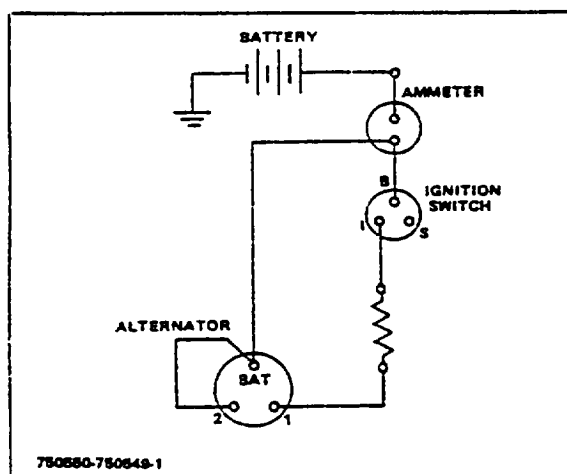 BATTERY
AMMETER
B
IGNITION
SWITCH
I
S
ALTERNATOR
BAT
2
1
750550-750549-1